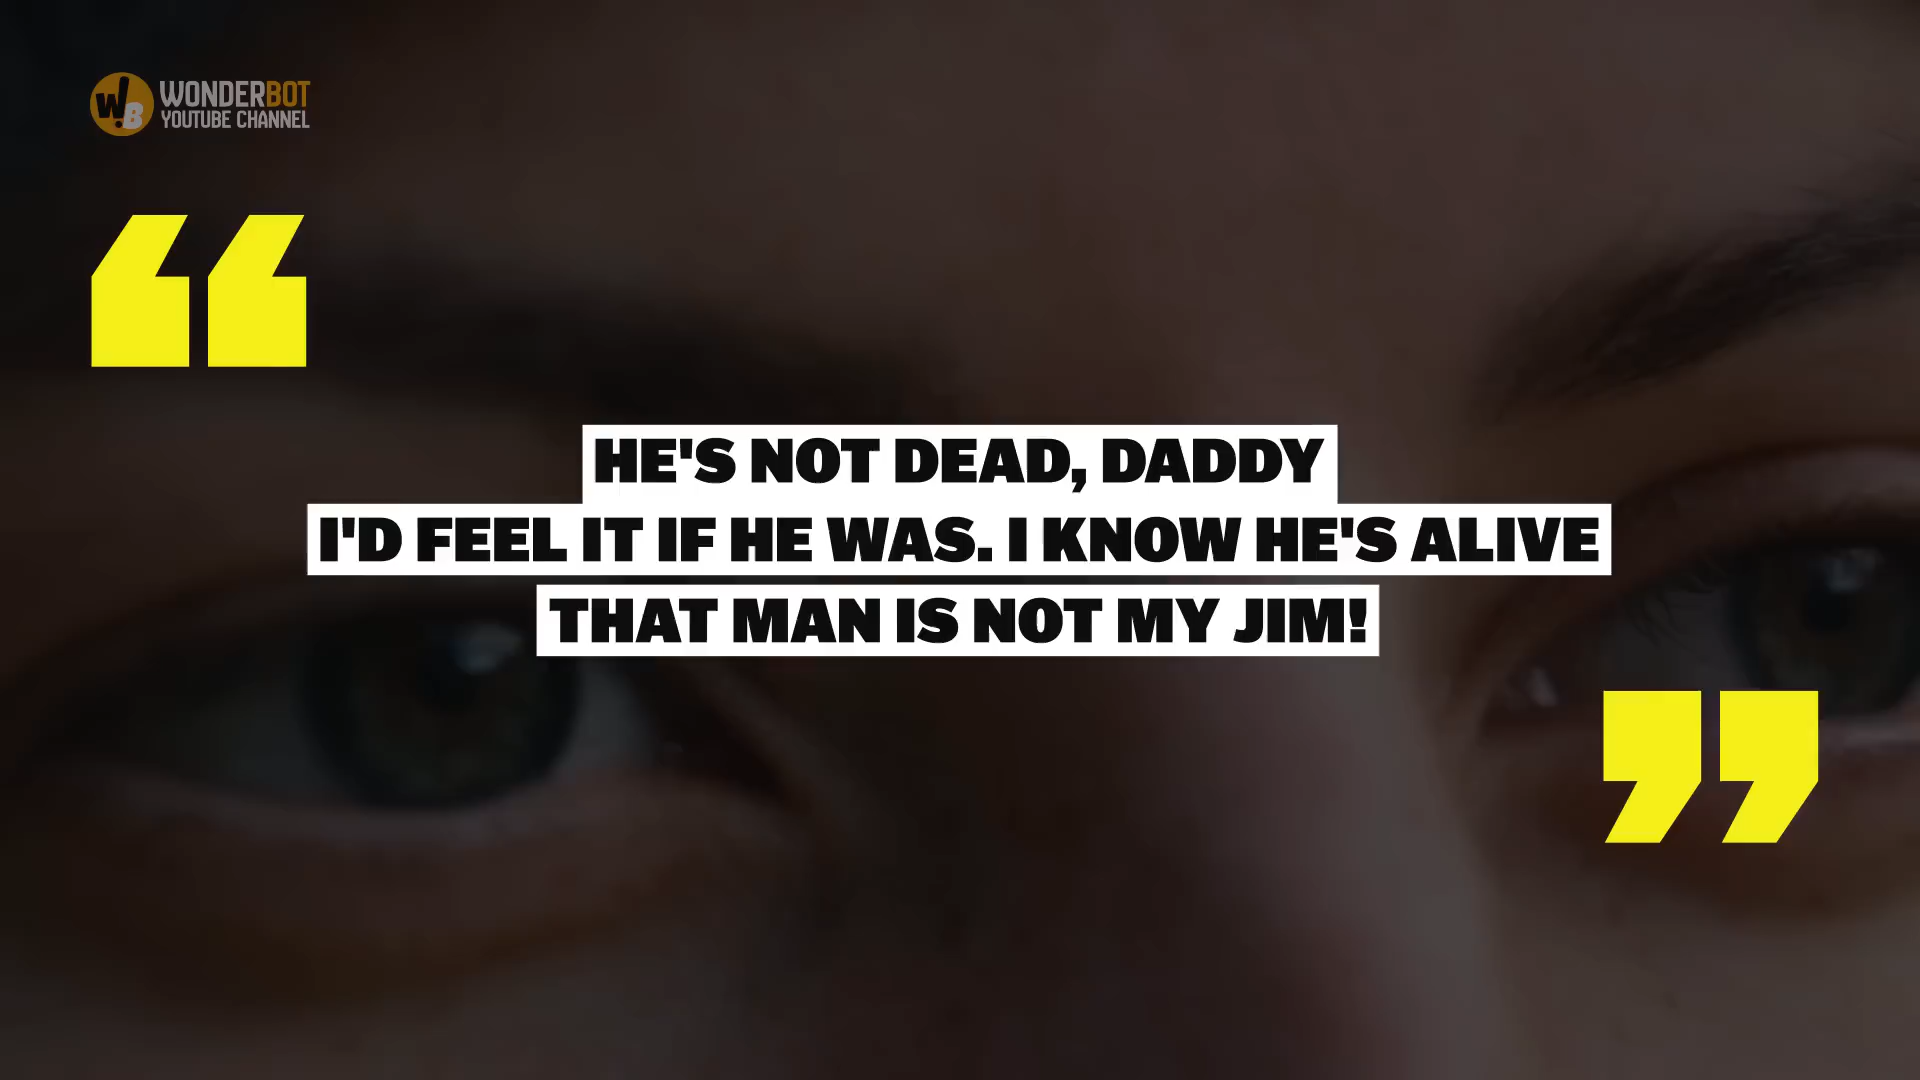 WONDERBOT
YOUTUBE CHANNEL
“
HE'S NOT DEAD, DADDY
I'D FEEL IT IF HE WAS. I KNOW HE'S ALIVE
THAT MAN IS NOT MY JIM!
”